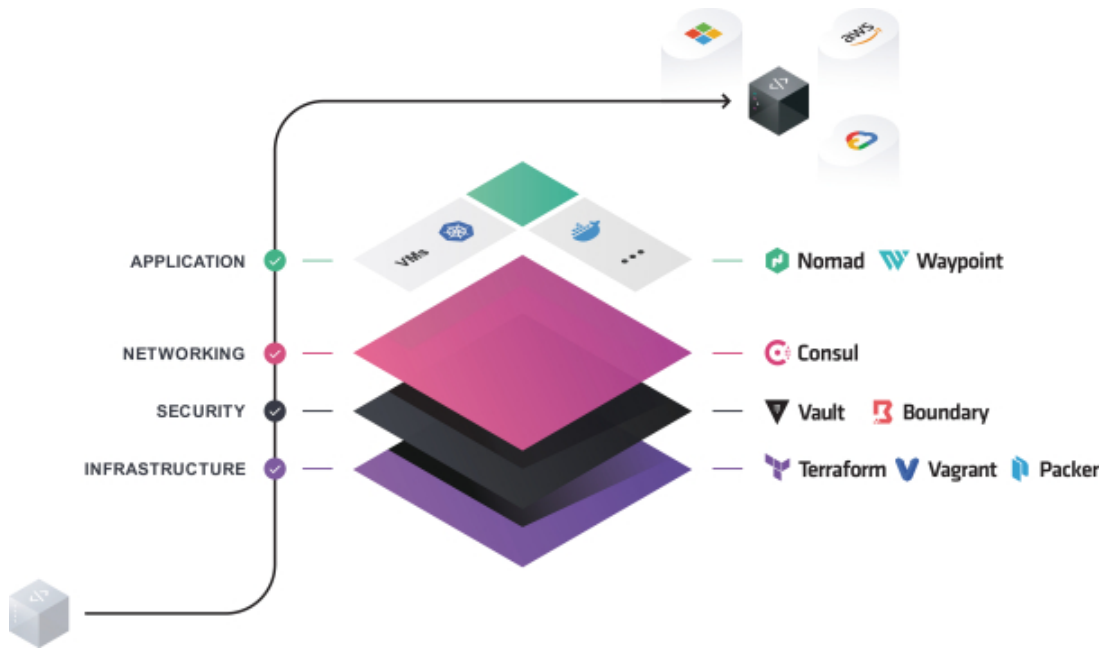 aws
</>
VMs
...
APPLICATION
Nomad Waypoint
NETWORKING
Consul
SECURITY
Vault Boundary
INFRASTRUCTURE
Terraform Vagrant Packer
</>